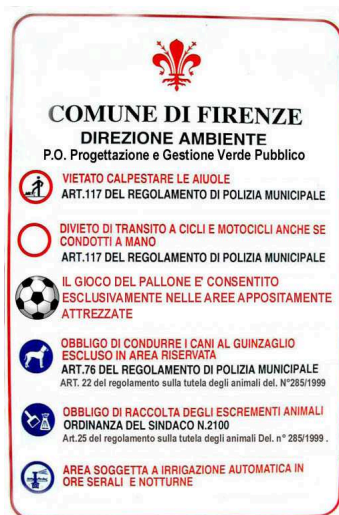 COMUNE DI FIRENZE
DIREZIONE AMBIENTE
P.O. Progettazione e Gestione Verde Pubblico
VIETATO CALPESTARE LE AIUOLE
ART.117 DEL REGOLAMENTO DI POLIZIA MUNICIPALE
DIVIETO DI TRANSITO A CICLI E MOTOCICLI ANCHE SE
CONDOTTI A MANO
ART.117 DEL REGOLAMENTO DI POLIZIA MUNICIPALE
IL GIOCO DEL PALLONE E' CONSENTITO
ESCLUSIVAMENTE NELLE AREE APPOSITAMENTE
ATTREZZATE
OBBLIGO DI CONDURRE I CANI AL GUINZAGLIO
ESCLUSO IN AREA RISERVATA
ART.76 DEL REGOLAMENTO DI POLIZIA MUNICIPALE
ART. 22 del regolamento sulla tutela degli animali del. N°285/1999
OBBLIGO DI RACCOLTA DEGLI ESCREMENTI ANIMALI
ORDINANZA DEL SINDACO N.2100
Art.25 del regolamento sulla tutela degli animali Del. n° 285/1999 .
AREA SOGGETTA A IRRIGAZIONE AUTOMATICA IN
ORE SERALI E NOTTURNE